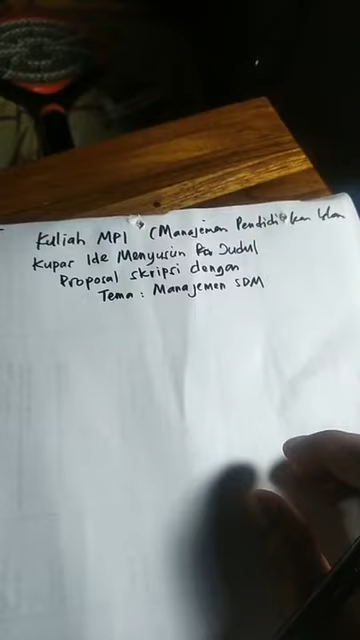 Kuliah MPI (Manajemen Pendidikan Islam
Kupas Ide Menyusun Judul
Proposal skripsi dengan
Tema : Manajemen SDM